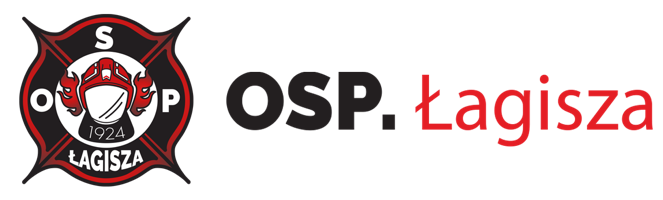 S
O P
1924
ŁAGISZA
OSP. Łagisza